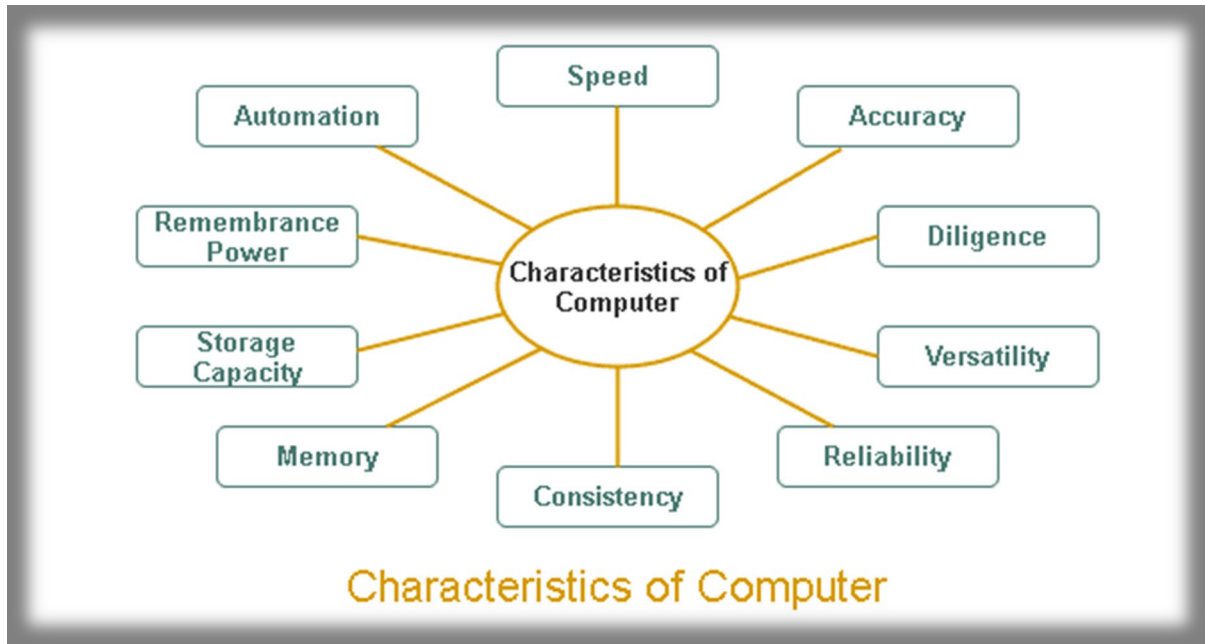 Speed
Automation
Accuracy
Remembrance
Power
Diligence
Characteristics of
Computer
Storage
Capacity
Versatility
Memory
Reliability
Consistency
Characteristics of Computer